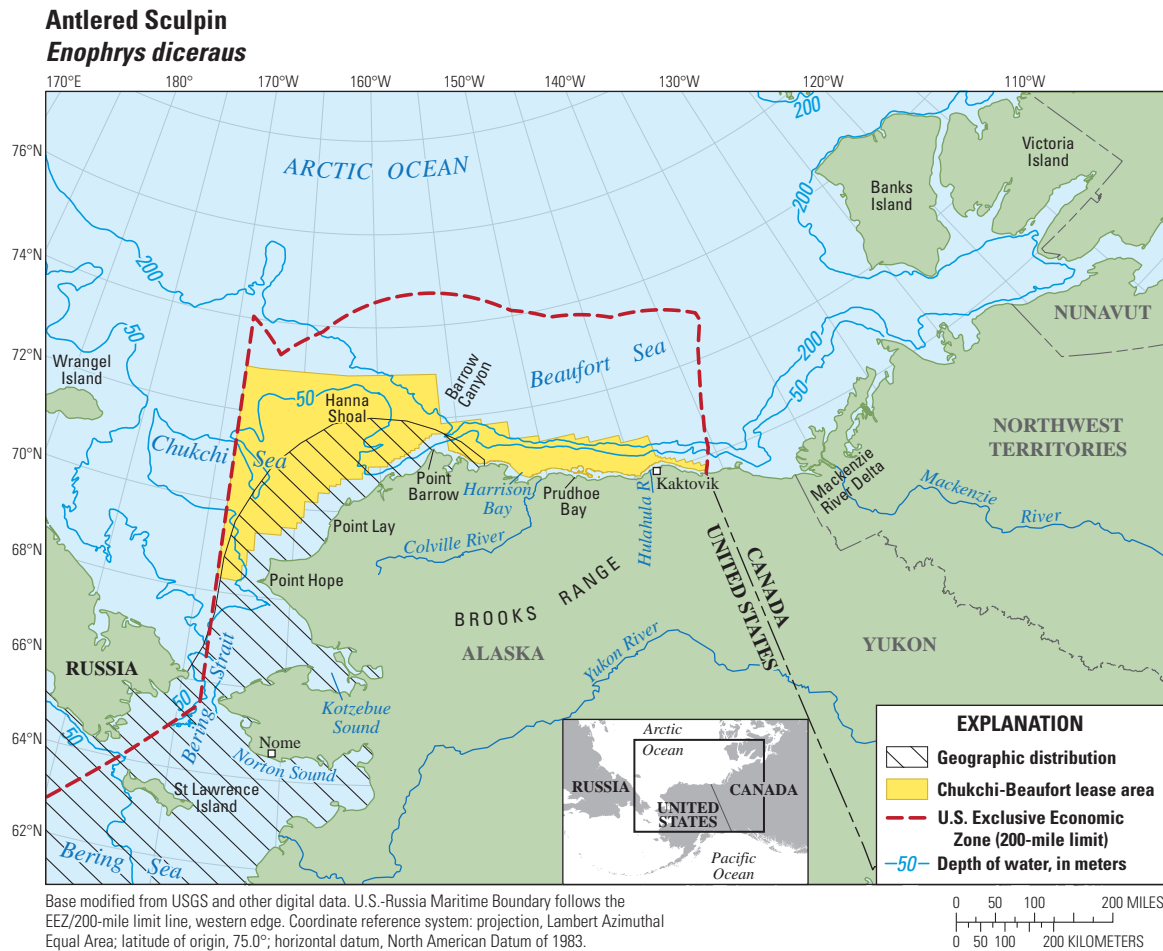 Antlered Sculpin
Enophrys diceraus
170°E
180°
170°W
160°W
150°W
140°W
130°W
120°W
110°W
76°N
74°N
72°N
70°N
68°N
66°N
64°N
62°N
200
Victoria
Island
Banks
Island
ARCTIC OCEAN
200
200
50
NUNAVUT
Wrangel
Island
Beaufort Sea
200
50
Barrow
Canyon
50
Hanna
Shoal
Chukchi Sea
NORTHWEST
TERRITORIES
Mackenzie
River Delta
Mackenzie
River
Point
Barrow
Harrison
Bay
Prudhoe
Bay
Kaktovik
Hulahula R.
Point Lay
Colville River
Point Hope
BROOKS RANGE
CANADA
UNITED STATES
ALASKA
YUKON
Yukon River
RUSSIA
Bering Strait
50
Kotzebue
Sound
50
Nome
Norton Sound
St Lawrence
Island
Bering Sea
Arctic
Ocean
RUSSIA
CANADA
UNITED
STATES
Pacific
Ocean
EXPLANATION
Geographic distribution
Chukchi-Beaufort lease area
U.S. Exclusive Economic
Zone (200-mile limit)
50 Depth of water, in meters
Base modified from USGS and other digital data. U.S.-Russia Maritime Boundary follows the
EEZ/200-mile limit line, western edge. Coordinate reference system: projection, Lambert Azimuthal
Equal Area; latitude of origin, 75.0°; horizontal datum, North American Datum of 1983.
0 50 100 200 MILES
0 50 100 200 KILOMETERS